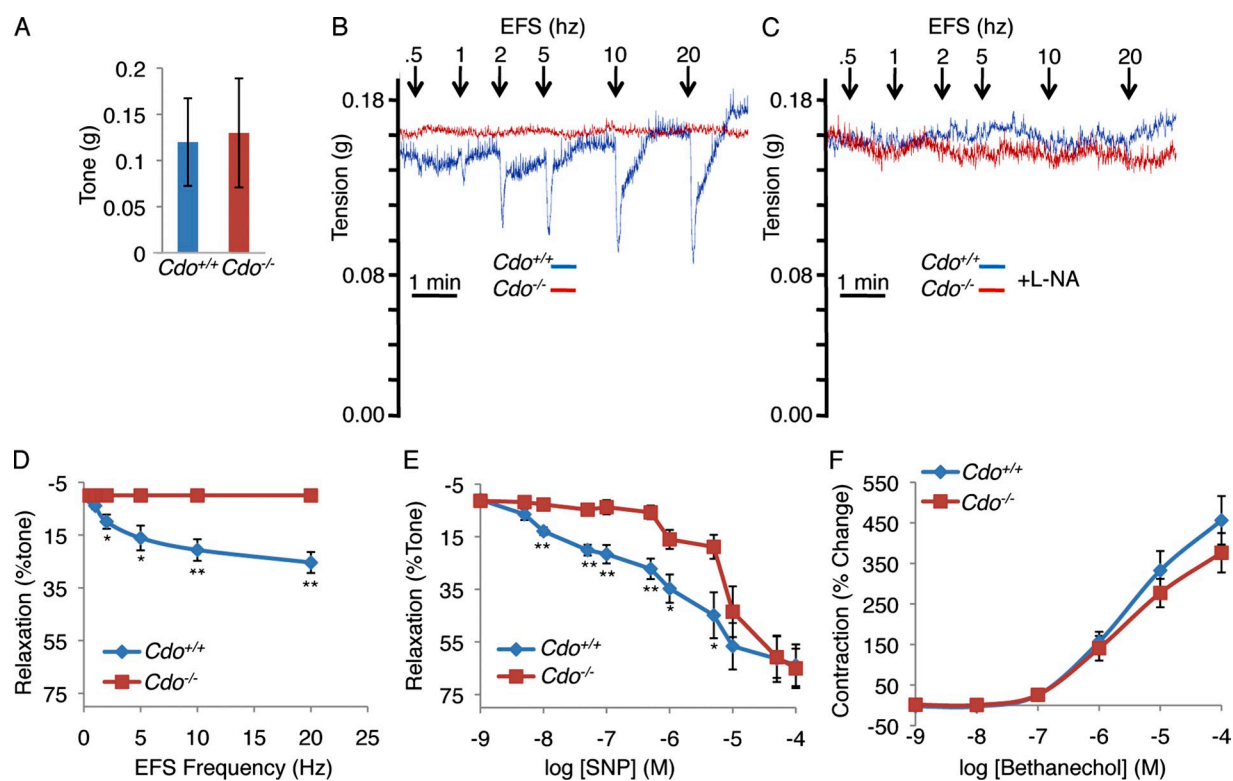 A
0.2
0.15
0.1
0.05
0
Tone (g)
Cdo+/+ Cdo-/-
B
EFS (hz)
.5 1 2 5 10 20
0.18
0.08
0.00
Tension (g)
Cdo+/+
Cdo-/-
1 min
C
EFS (hz)
.5 1 2 5 10 20
0.18
0.08
0.00
Tension (g)
Cdo+/+
Cdo-/-
+L-NA
1 min
D
-5
15
35
55
75
Relaxation (%tone)
* * ** **
Cdo+/+
Cdo-/-
0 5 10 15 20 25
EFS Frequency (Hz)
E
-5
15
35
55
75
Relaxation (%Tone)
** ** ** ** * *
Cdo+/+
Cdo-/-
-9 -8 -7 -6 -5 -4
log [SNP] (M)
F
Cdo+/+
Cdo-/-
550
450
350
250
150
50
-50
Contraction (% Change)
-9 -8 -7 -6 -5 -4
log [Bethanechol] (M)